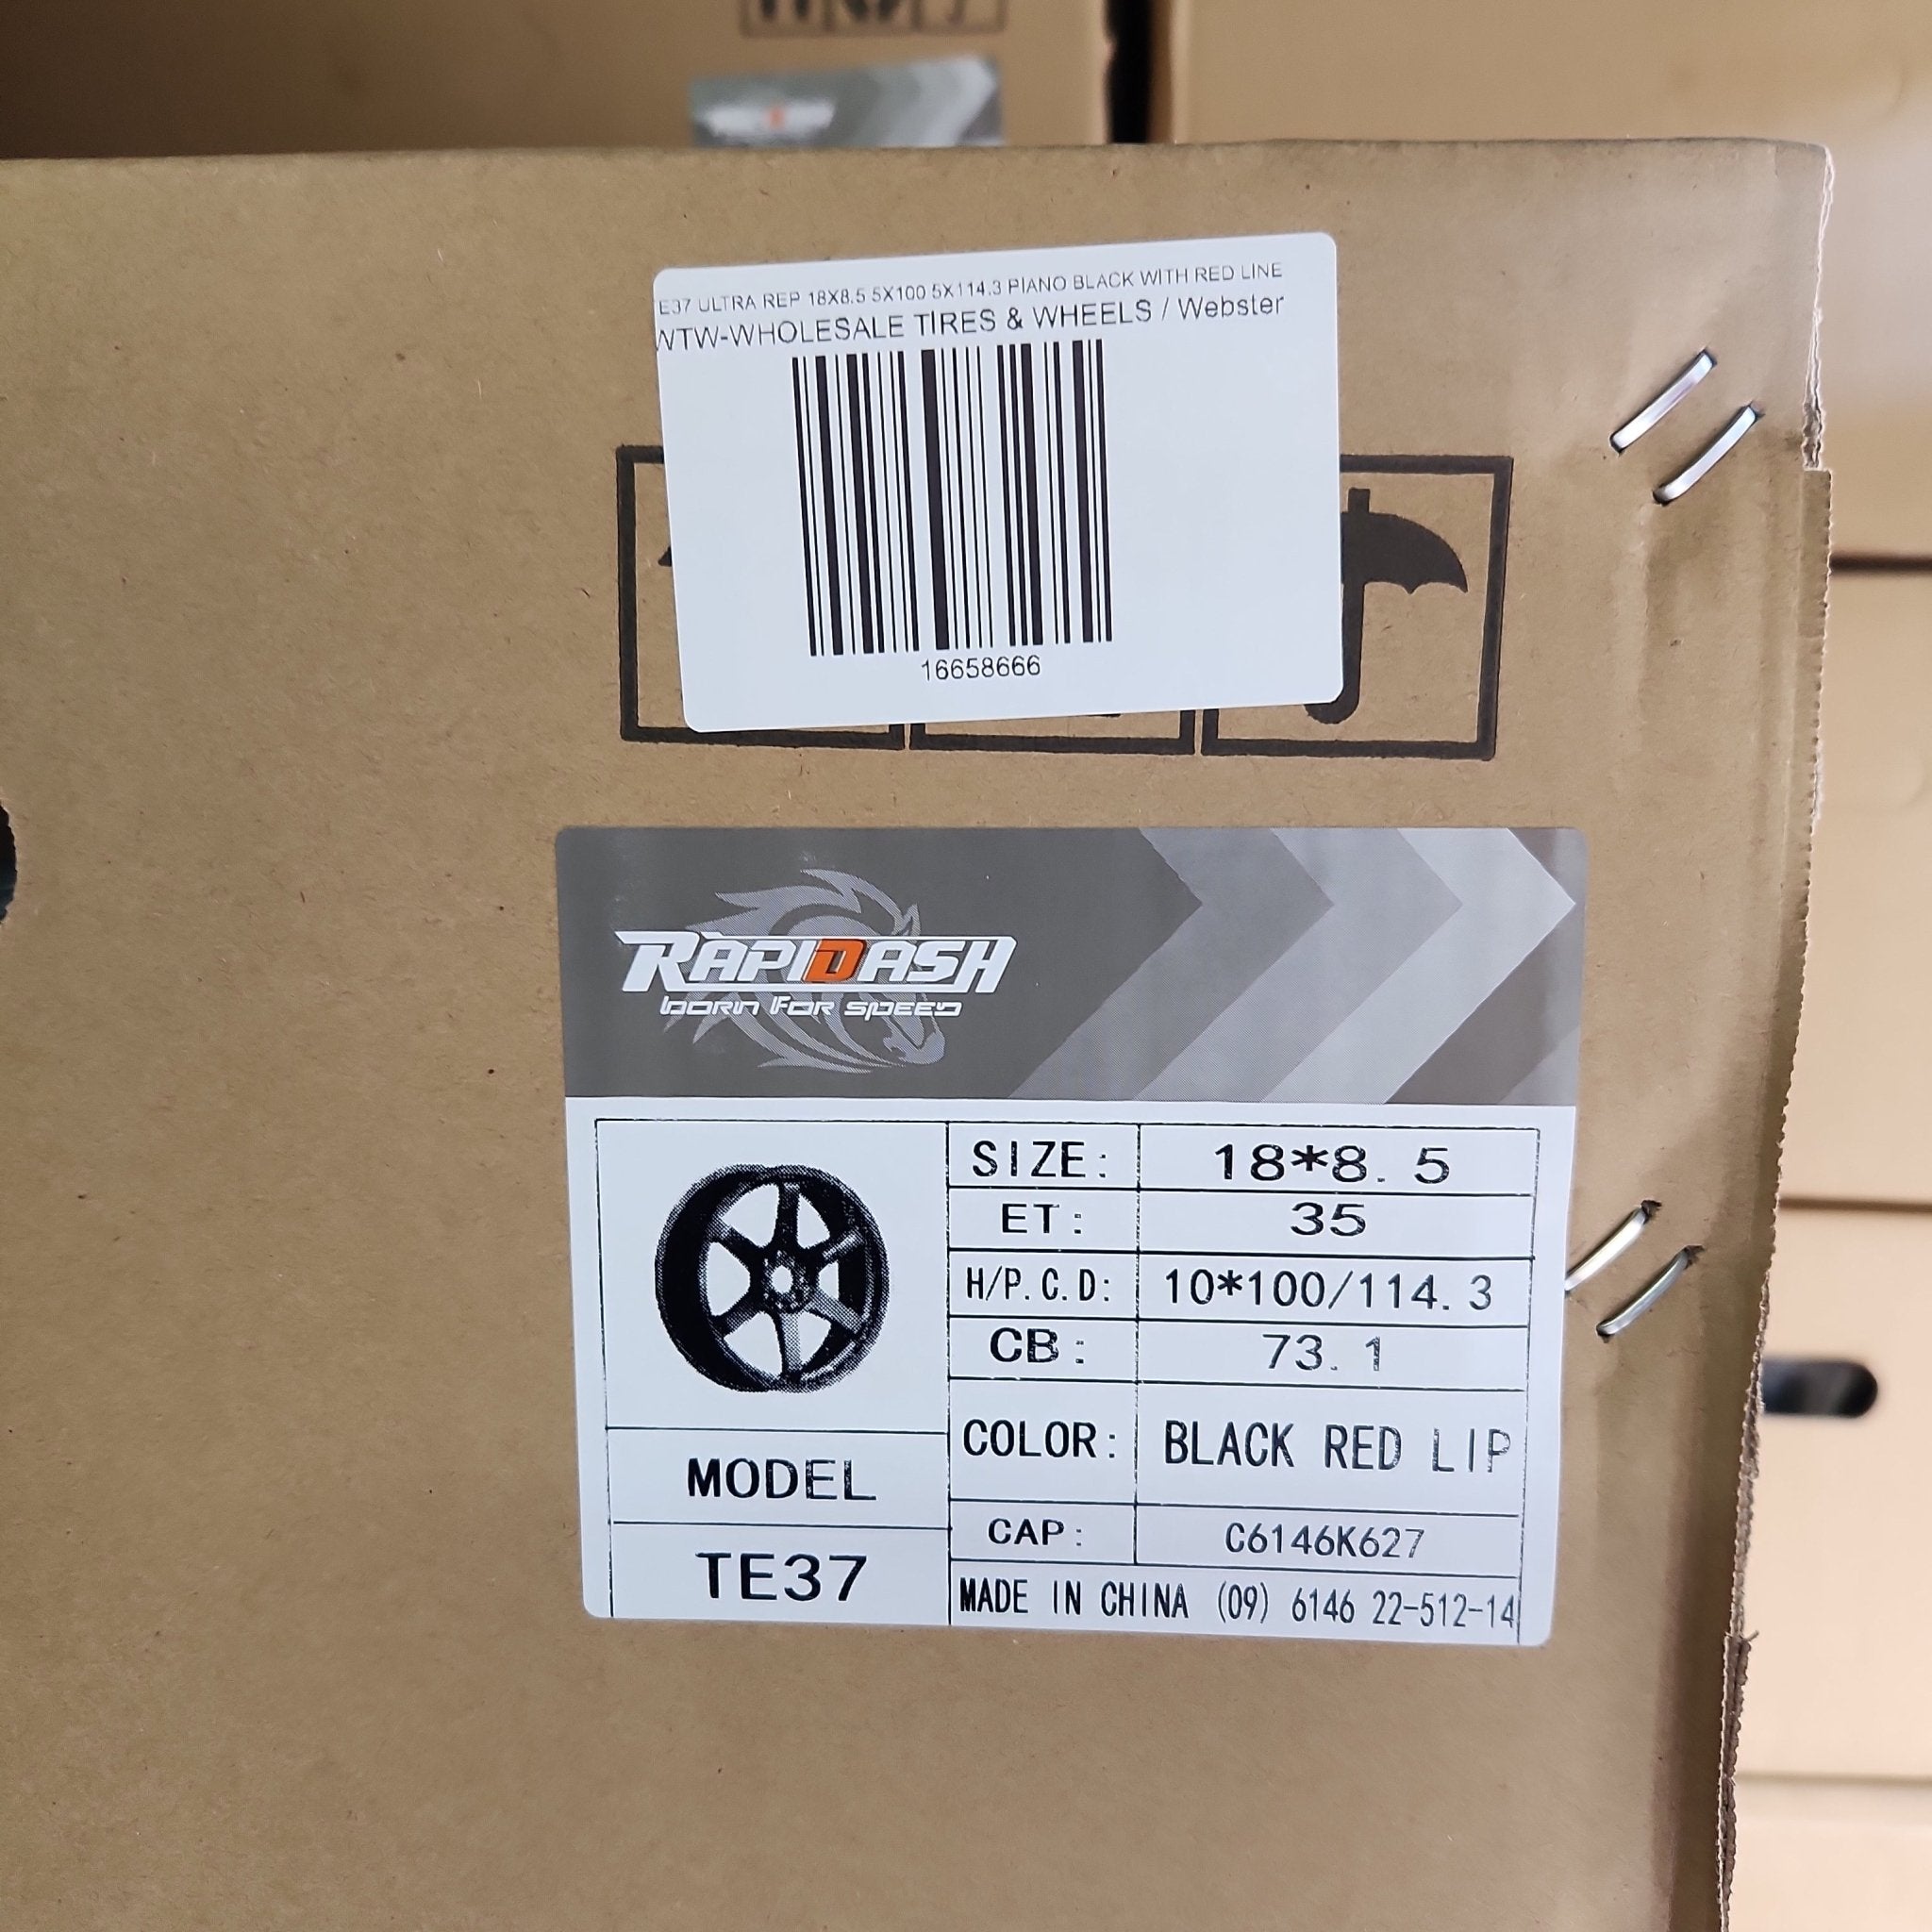 E37 ULTRA REP 18X8.5 5X100 5X114.3 PIANO BLACK WITH RED LINE
WTW-WHOLESALE TIRES & WHEELS / Webster
16658666
RAPIDASH
BORN FOR SPEED
SIZE: 18*8.5
ET: 35
H/P.C.D: 10*100/114.3
CB: 73.1
COLOR: BLACK RED LIP
MODEL
CAP: C6146K627
TE37
MADE IN CHINA (09) 6146 22-512-14